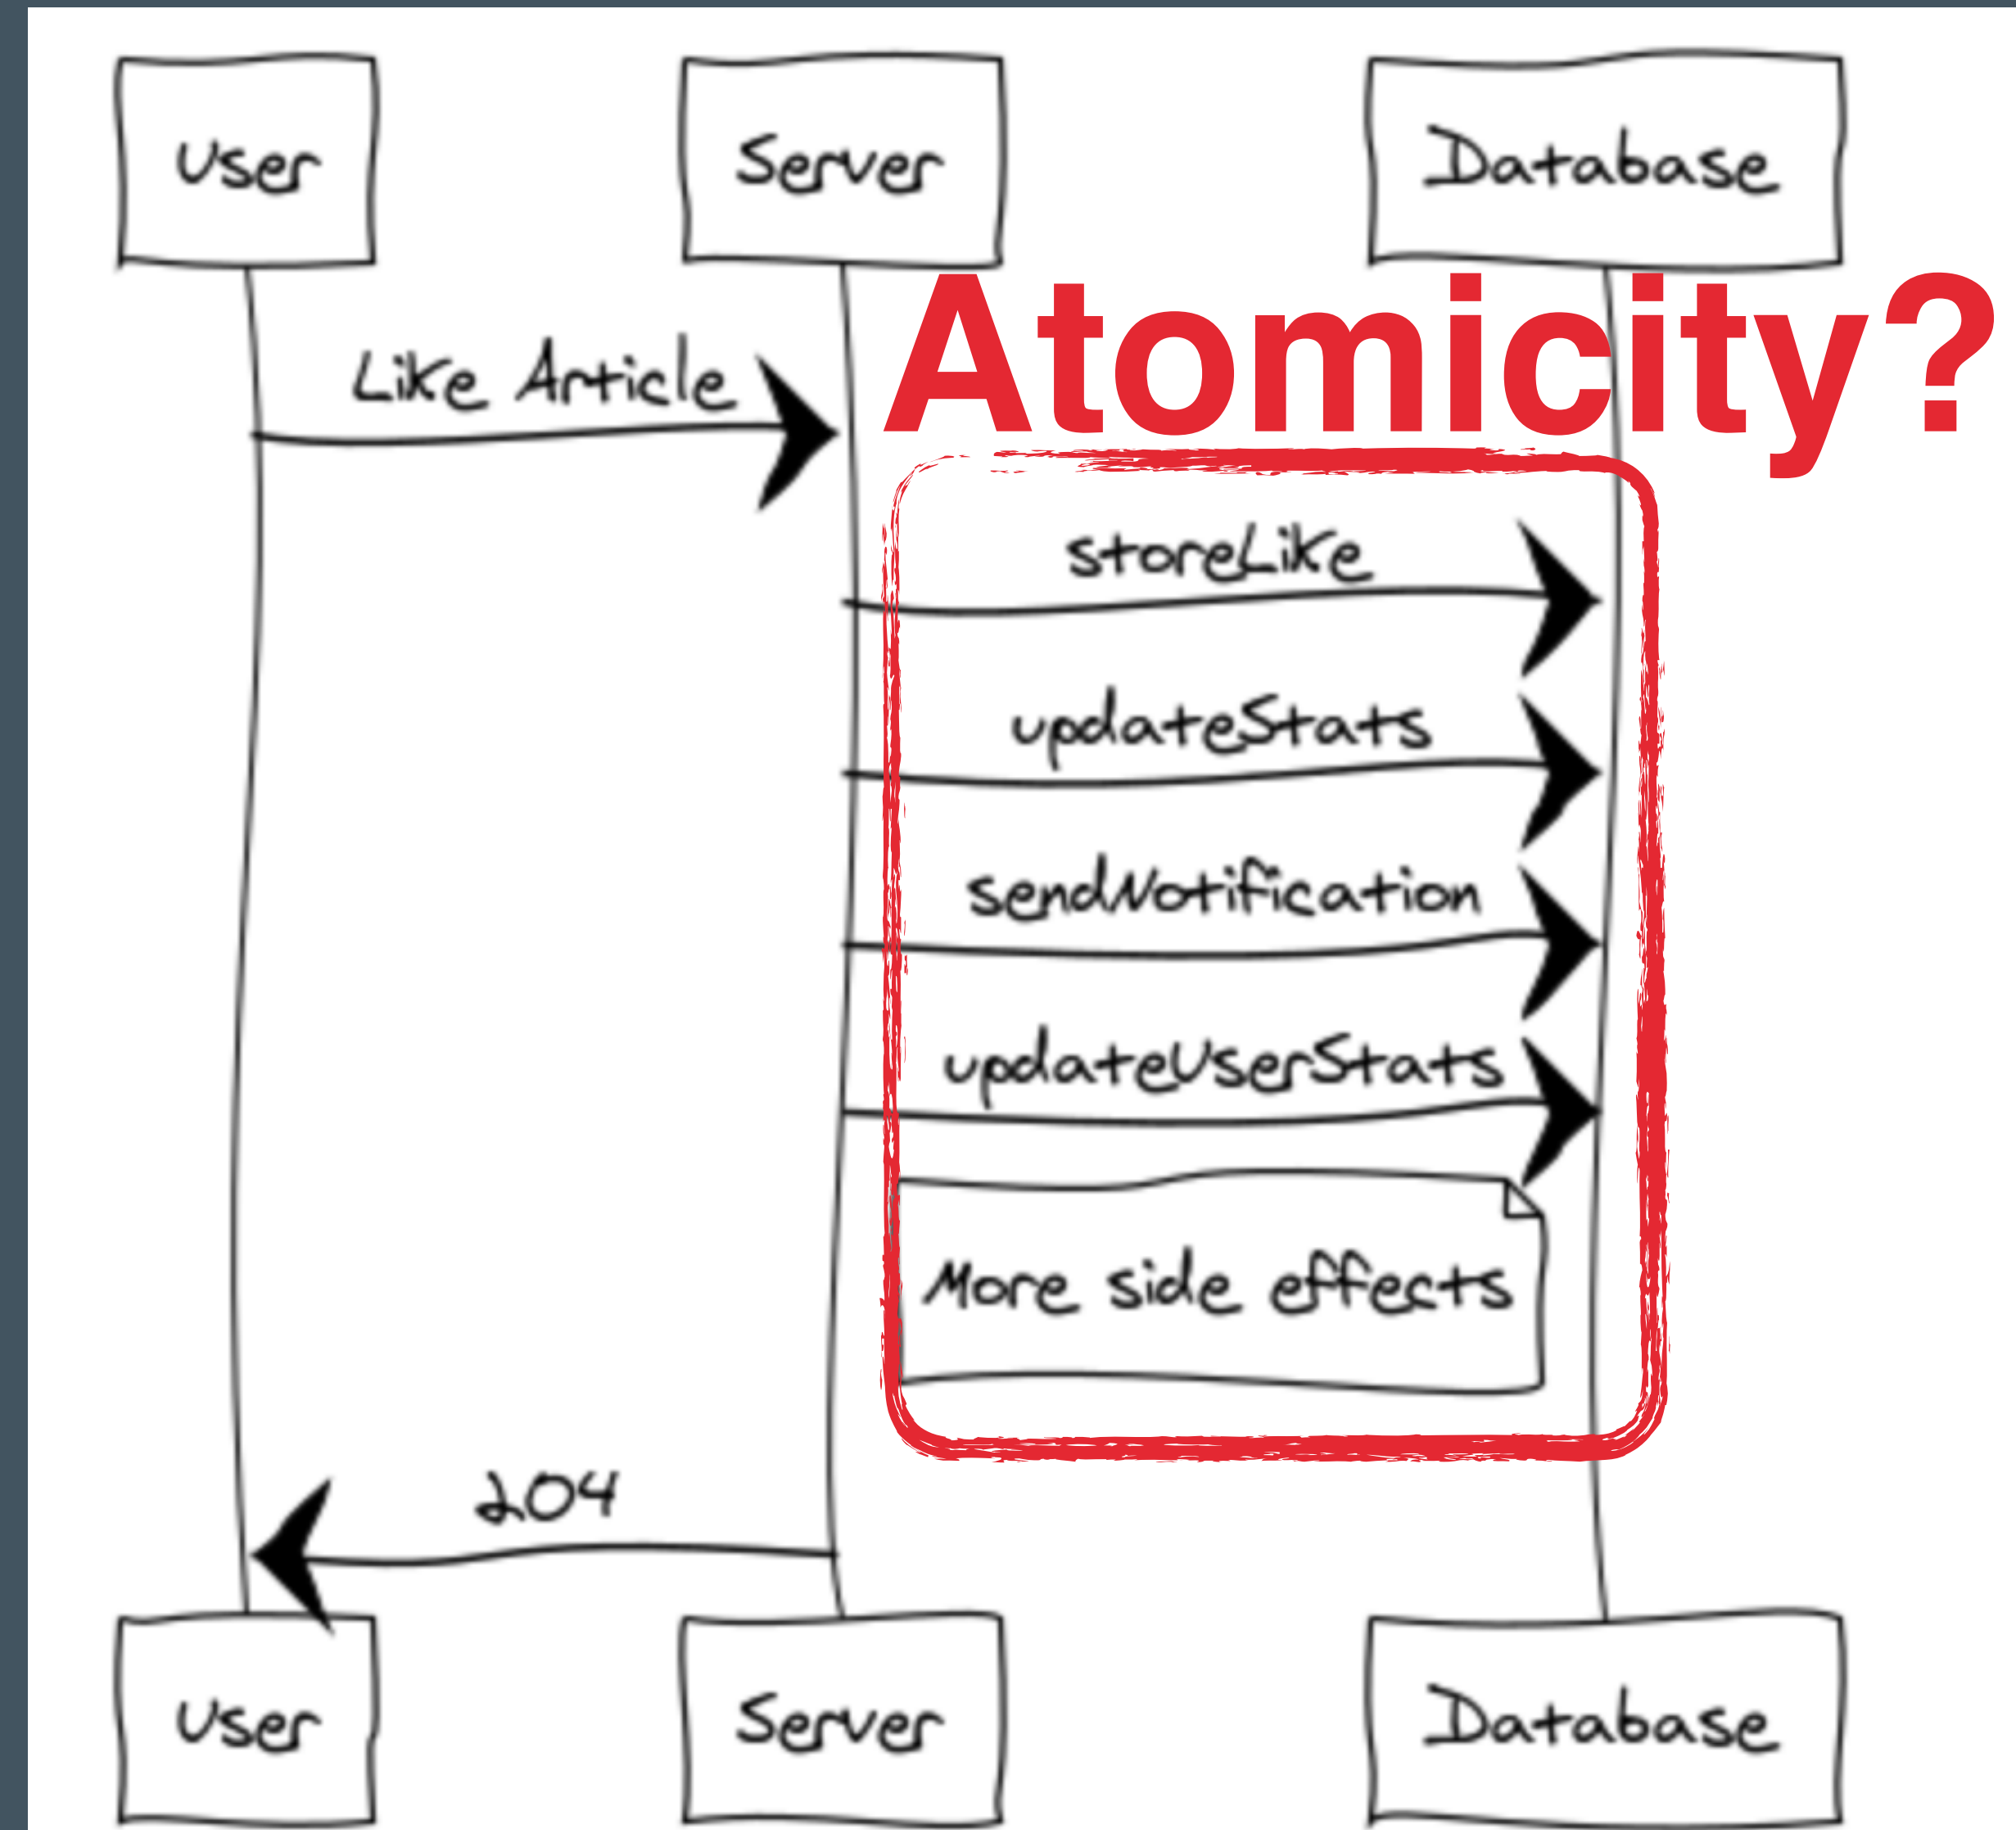 User
Server
Database
Atomicity?
Like Article
storeLike
updateStats
sendNotification
updateUserStats
More side effects
204
User
Server
Database